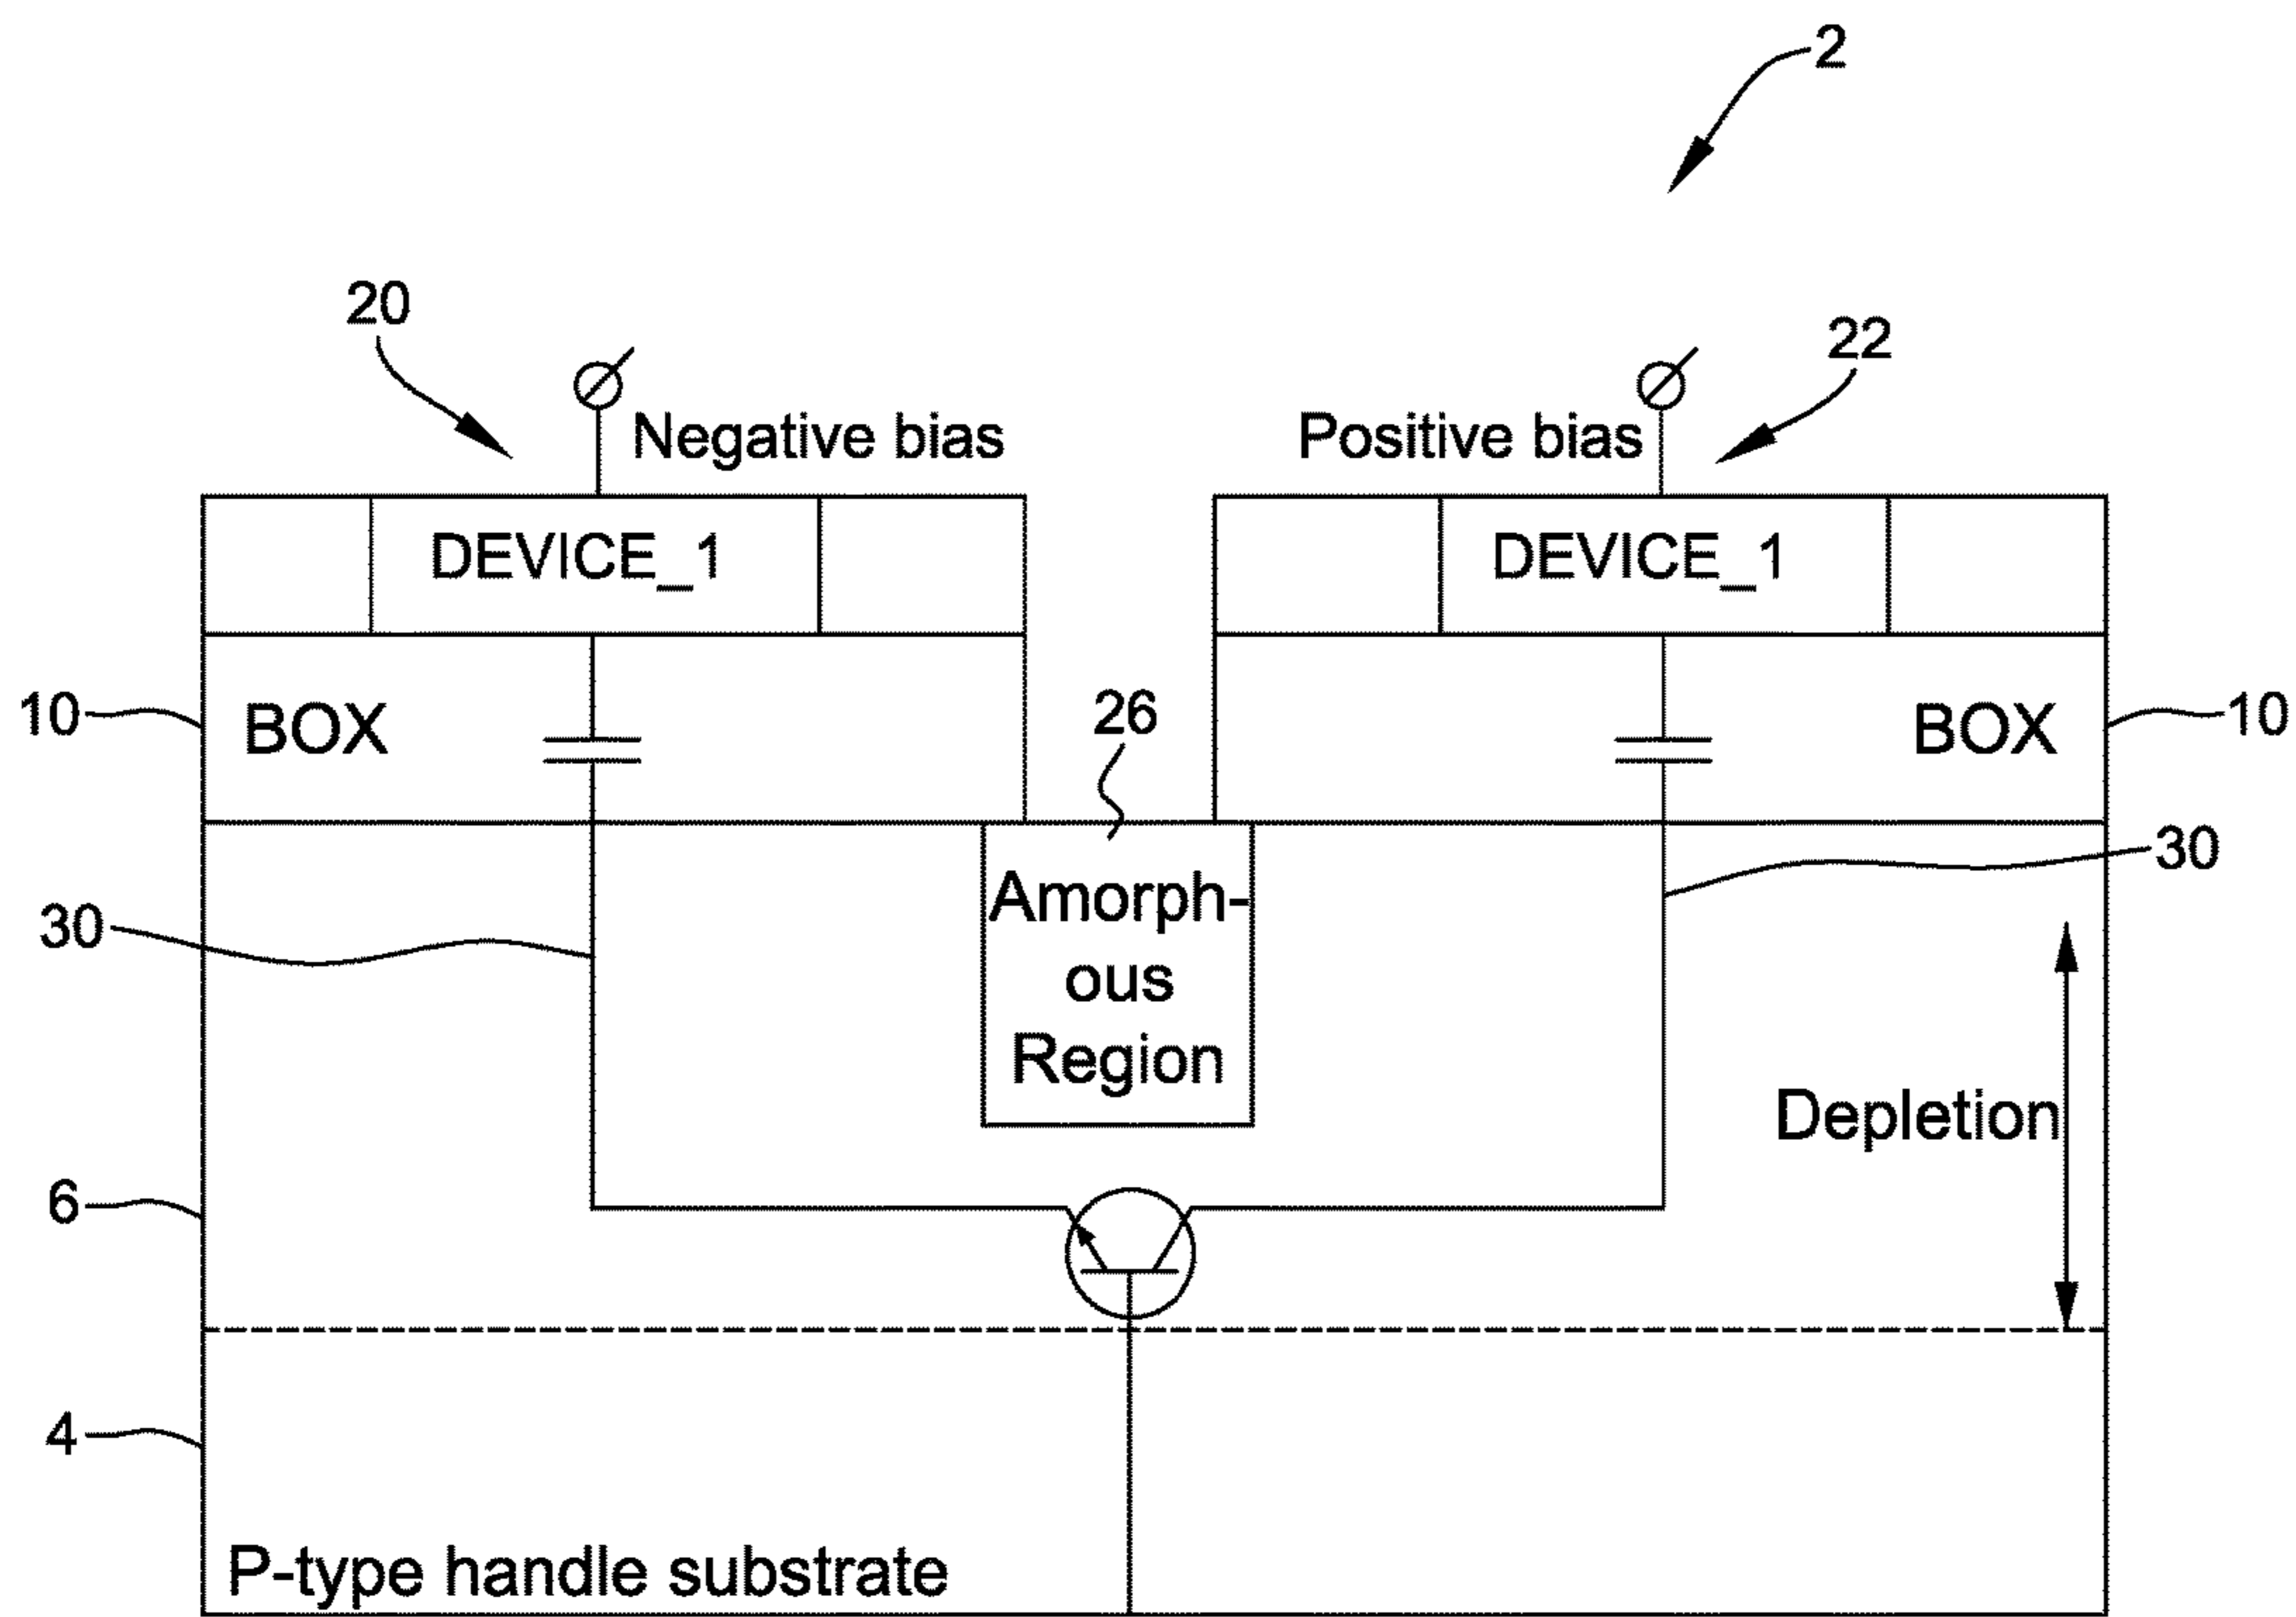 2
20
22
Negative bias
Positive bias
DEVICE_1
DEVICE_1
10
BOX
26
BOX
10
30
Amorph-
ous
Region
30
Depletion
6
4
P-type handle substrate